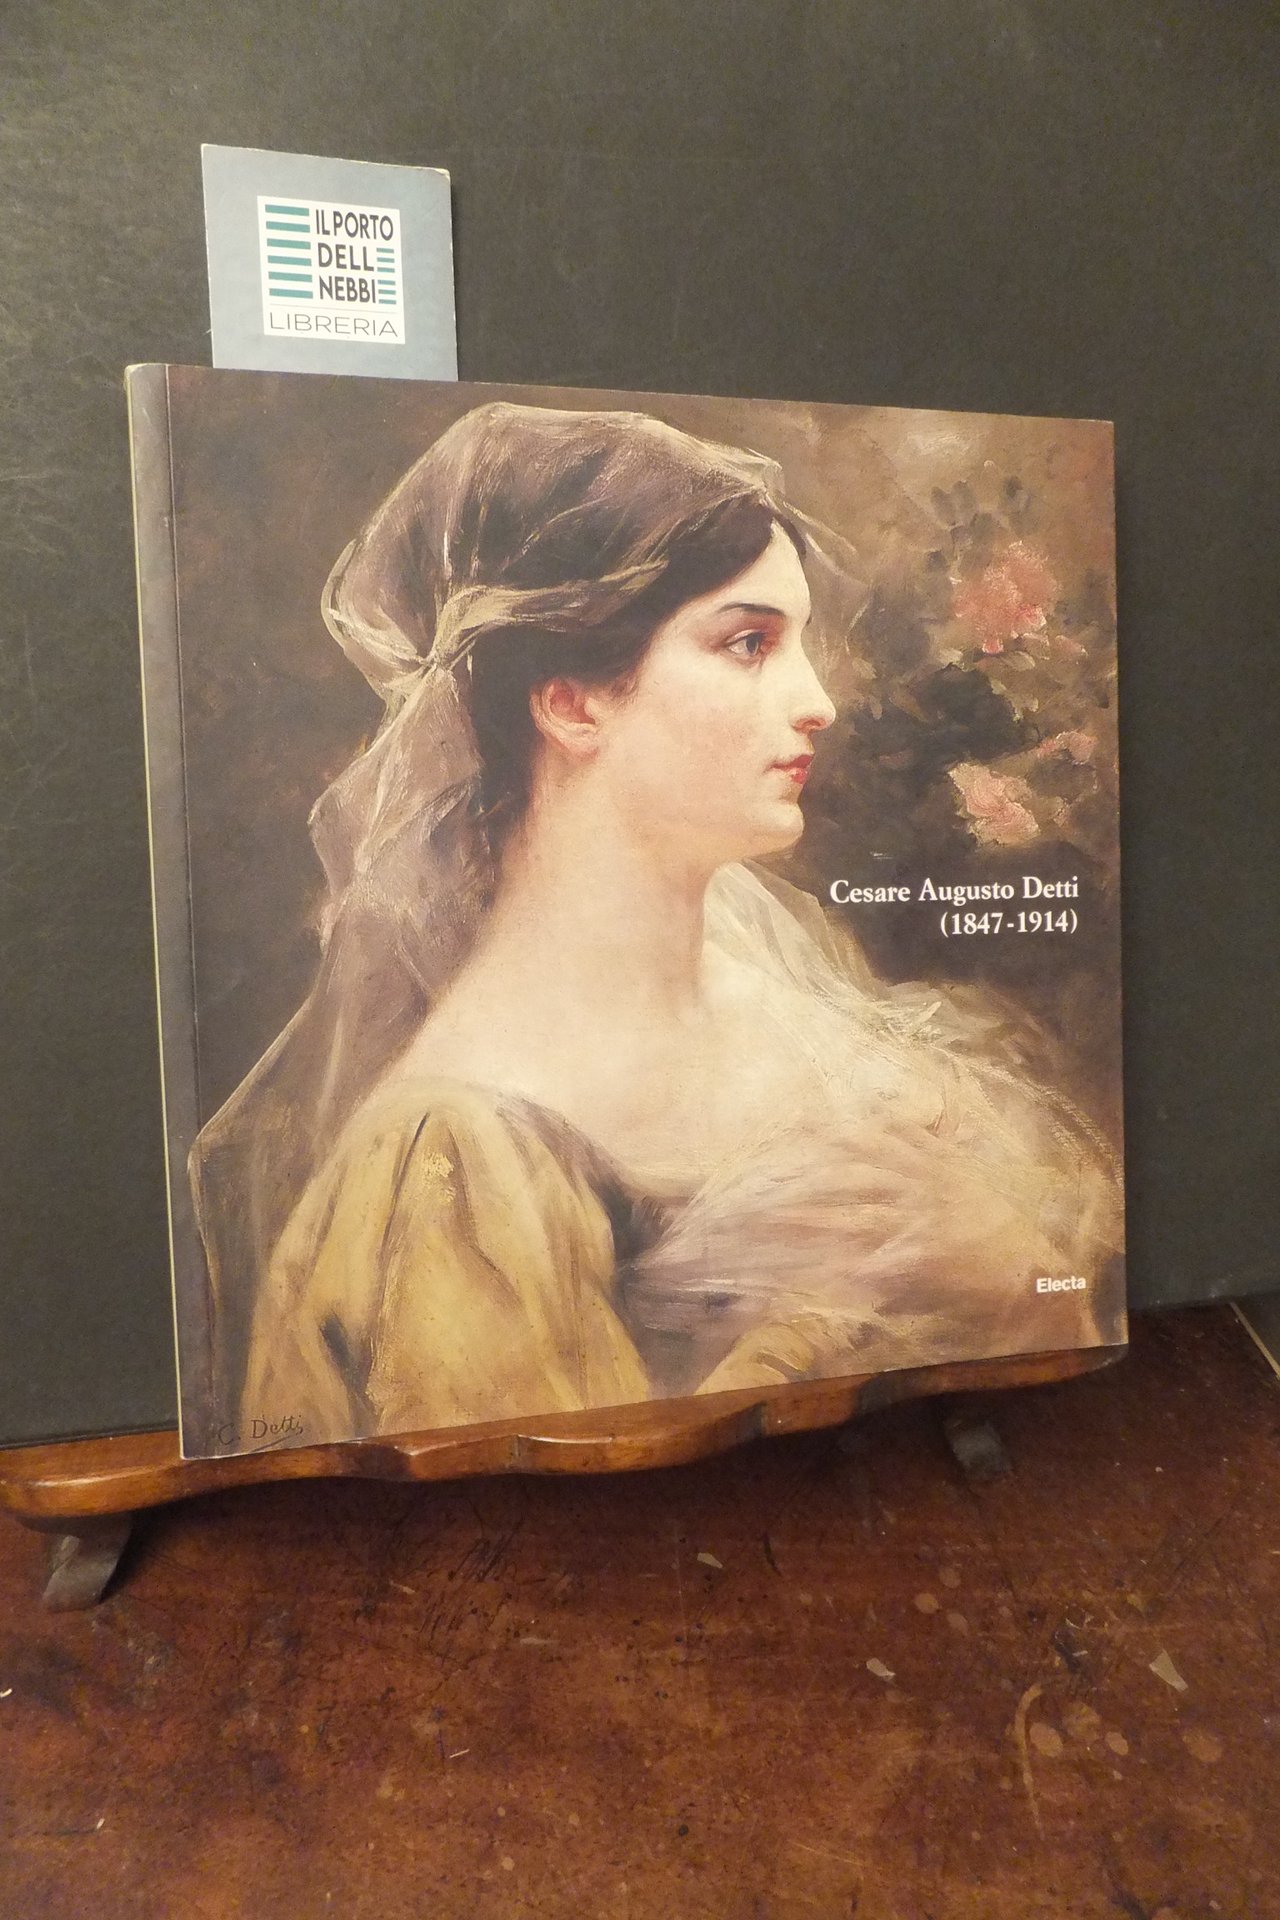 IL PORTO
DELL
NEBBI
LIBRERIA
Cesare Augusto Detti
(1847-1914)
Electa
C. Detti